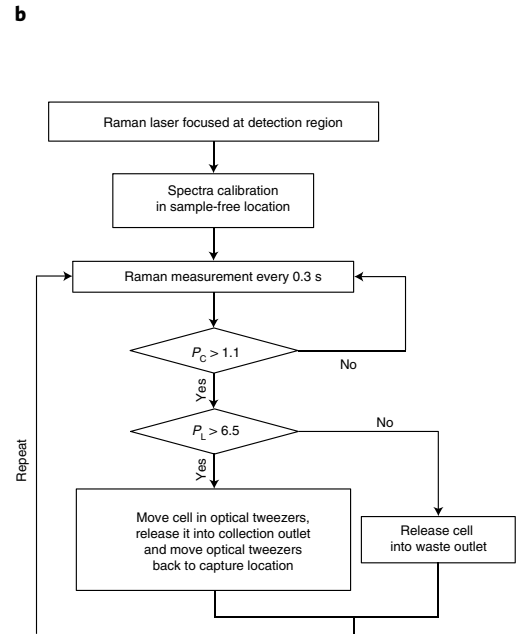 b
Raman laser focused at detection region
Spectra calibration
in sample-free location
Raman measurement every 0.3 s
P_C > 1.1
No
Yes
P_L > 6.5
No
Yes
Repeat
Move cell in optical tweezers,
release it into collection outlet
and move optical tweezers
back to capture location
Release cell
into waste outlet